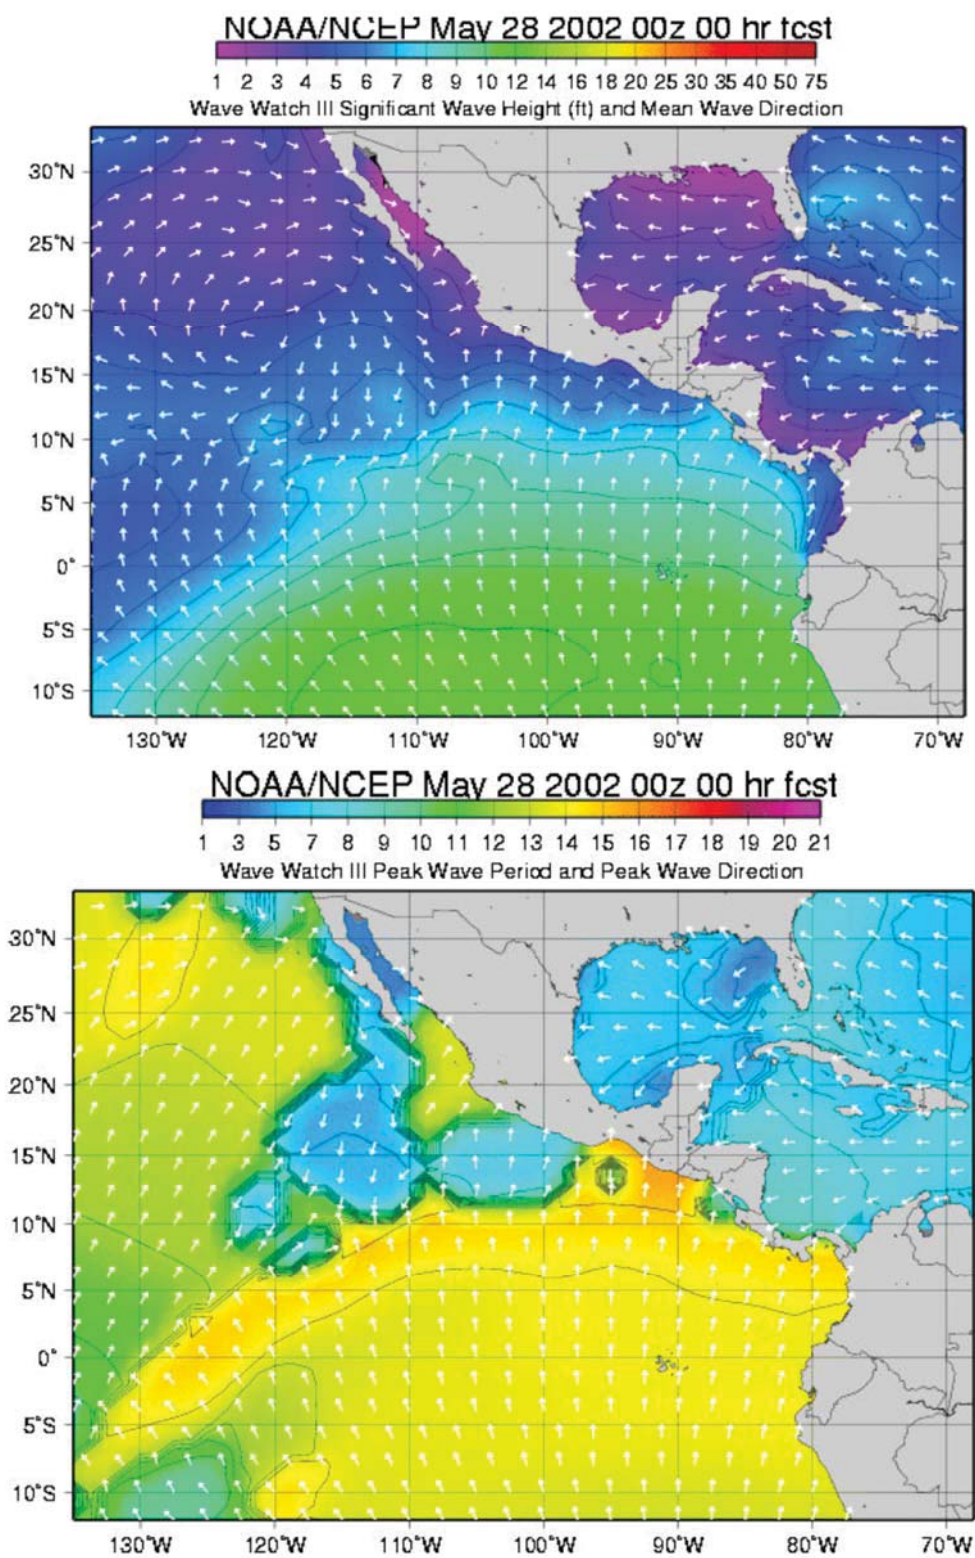 NOAA/NCEP May 28 2002 00z 00 hr fcst
1 2 3 4 5 6 7 8 9 10 12 14 16 18 20 25 30 35 40 50 75
Wave Watch III Significant Wave Height (ft) and Mean Wave Direction
30°N
25°N
20°N
15°N
10°N
5°N
0°
5°S
10°S
130°W 120°W 110°W 100°W 90°W 80°W 70°W
NOAA/NCEP May 28 2002 00z 00 hr fcst
1 3 5 7 8 9 10 11 12 13 14 15 16 17 18 19 20 21
Wave Watch III Peak Wave Period and Peak Wave Direction
30°N
25°N
20°N
15°N
10°N
5°N
0°
5°S
10°S
130°W 120°W 110°W 100°W 90°W 80°W 70°W